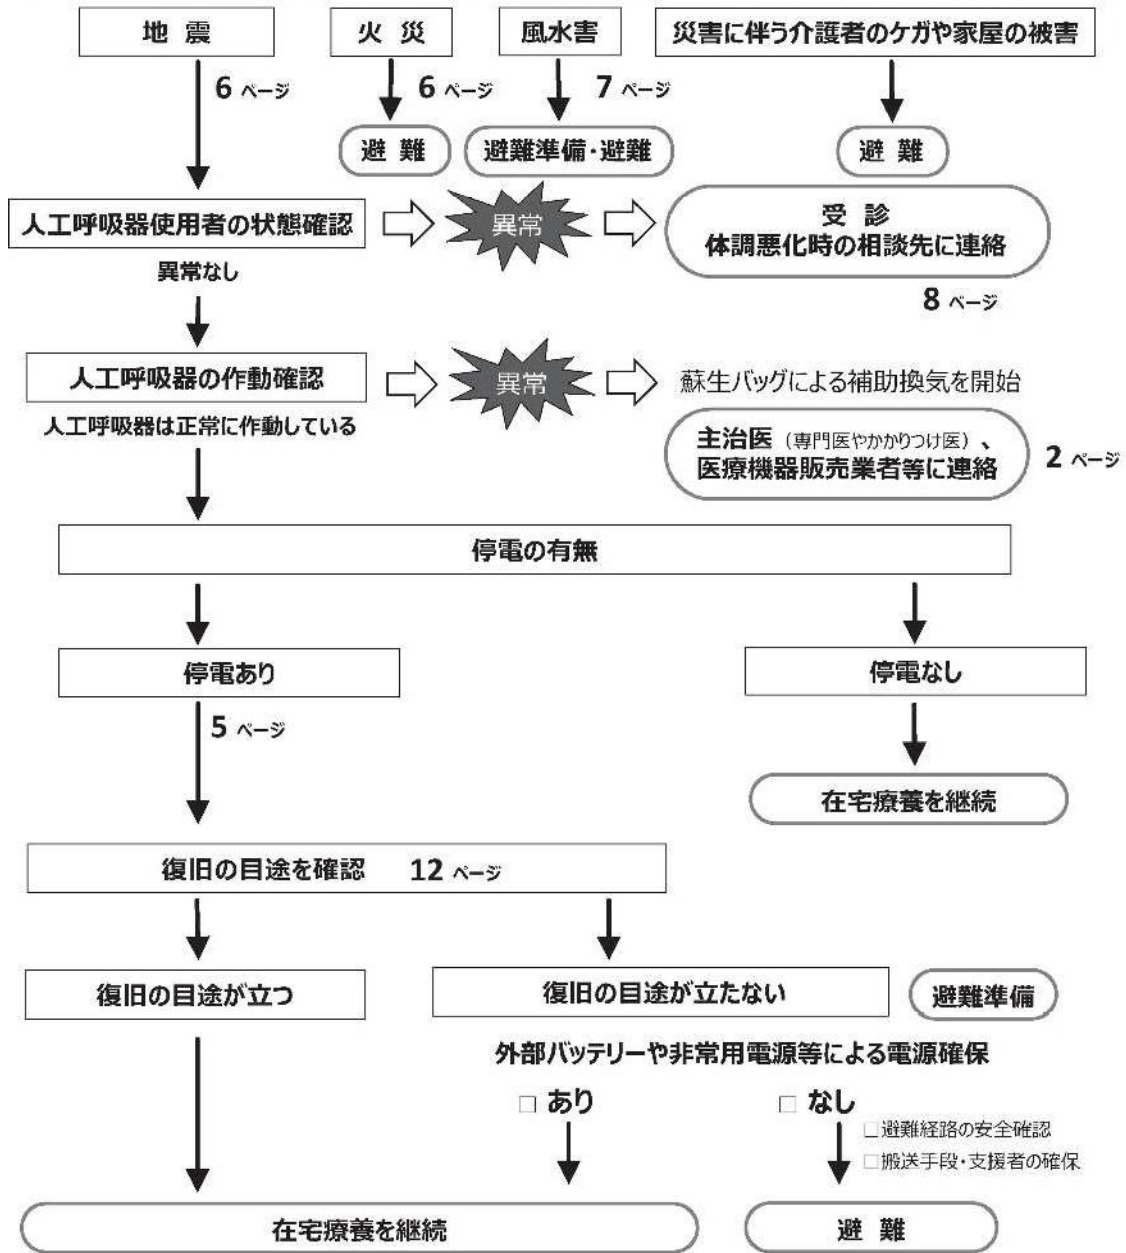 地 震
火 災
風水害
災害に伴う介護者のケガや家屋の被害
6 ページ
6 ページ
7 ページ
避 難
避難準備・避難
避 難
人工呼吸器使用者の状態確認
異常
受 診
体調悪化時の相談先に連絡
異常なし
8 ページ
人工呼吸器の作動確認
異常
蘇生バッグによる補助換気を開始
人工呼吸器は正常に作動している
主治医（専門医やかかりつけ医）、
医療機器販売業者等に連絡
2 ページ
停電の有無
停電あり
停電なし
5 ページ
在宅療養を継続
復旧の目途を確認 12 ページ
復旧の目途が立つ
復旧の目途が立たない
避難準備
外部バッテリーや非常用電源等による電源確保
□ あり
□ なし
□避難経路の安全確認
□搬送手段・支援者の確保
在宅療養を継続
避 難